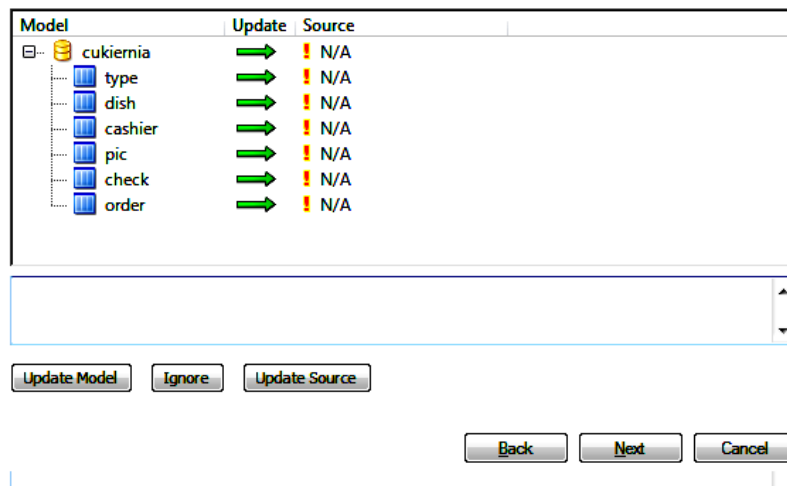 Model Update Source
cukiernia ! N/A
type ! N/A
dish ! N/A
cashier ! N/A
pic ! N/A
check ! N/A
order ! N/A
Update Model Ignore Update Source
Back Next Cancel